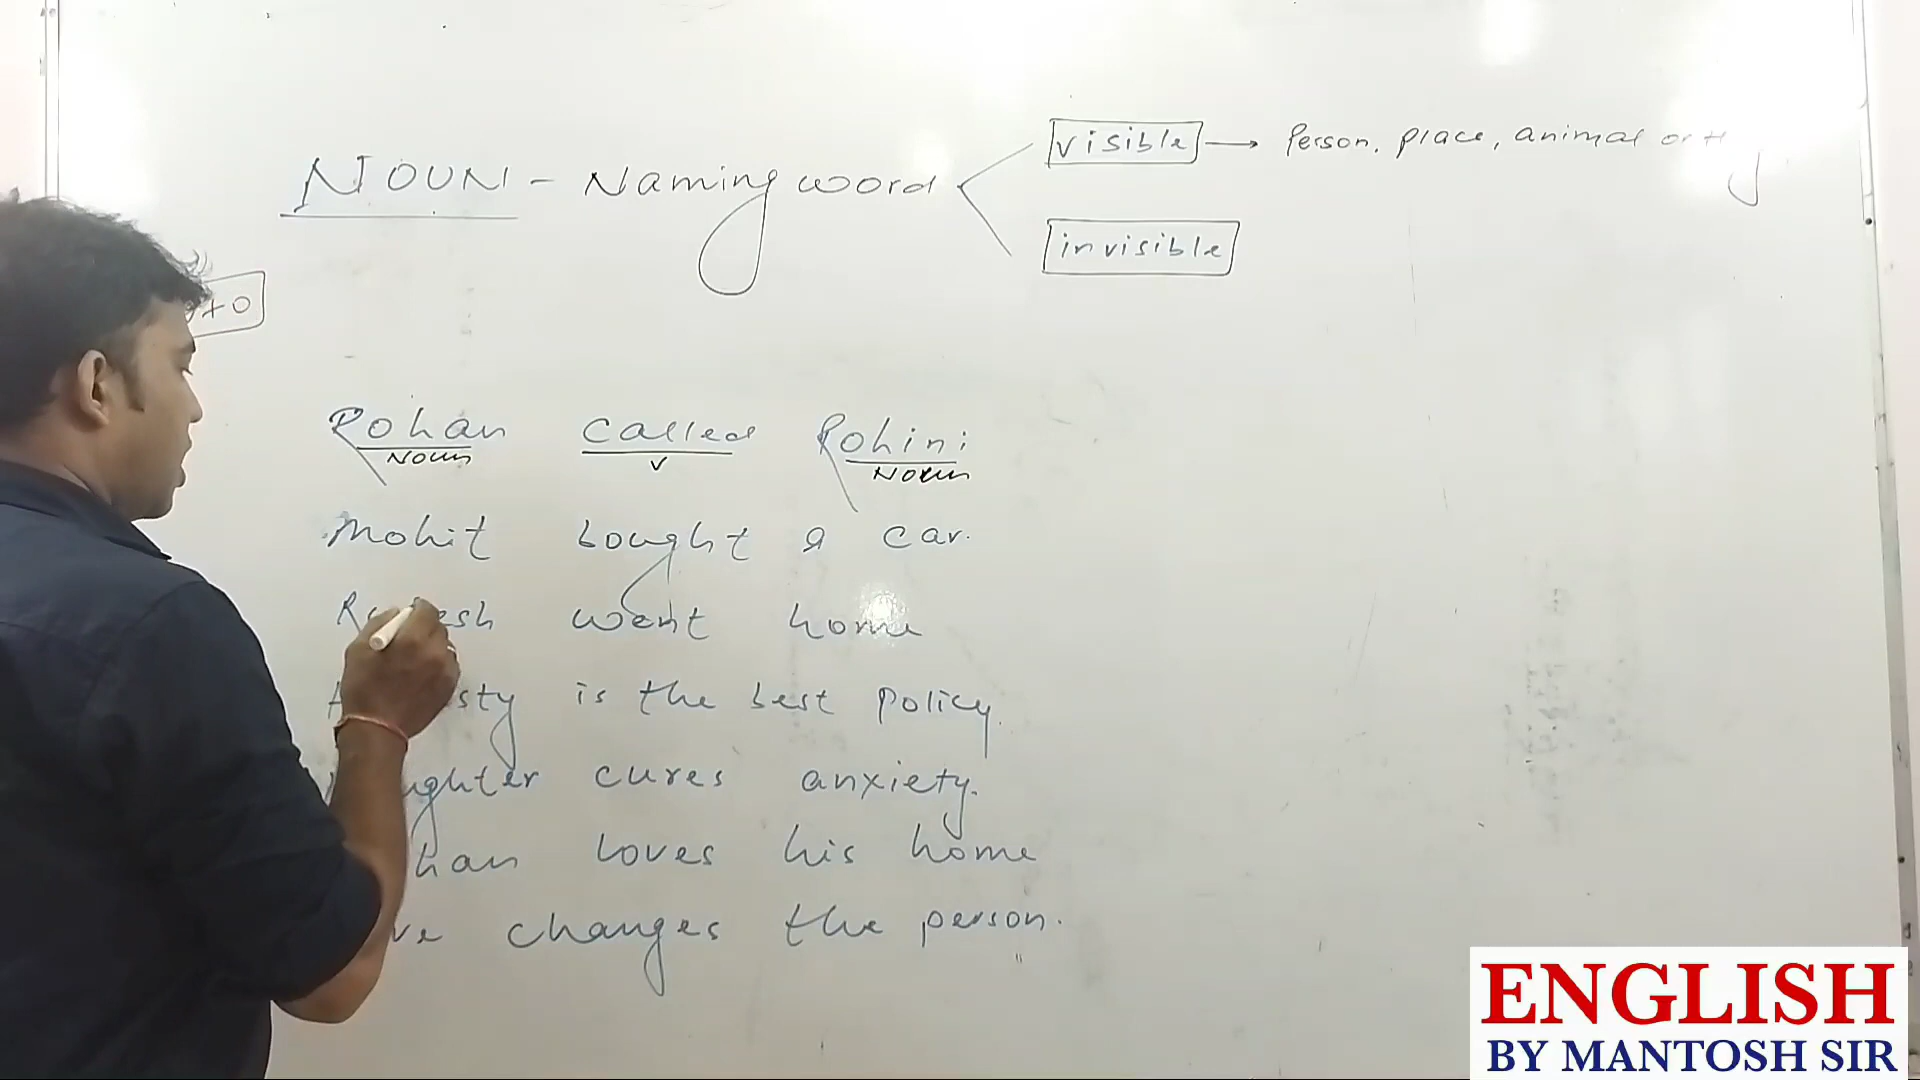 NOUN - Naming word
visible → Person, place, animal or
invisible
+ O
Rohan called Rohini
Noun v Noun
Mohit bought a car.
went home
is the best policy.
cures anxiety.
loves his home
changes the person.
ENGLISH
BY MANTOSH SIR